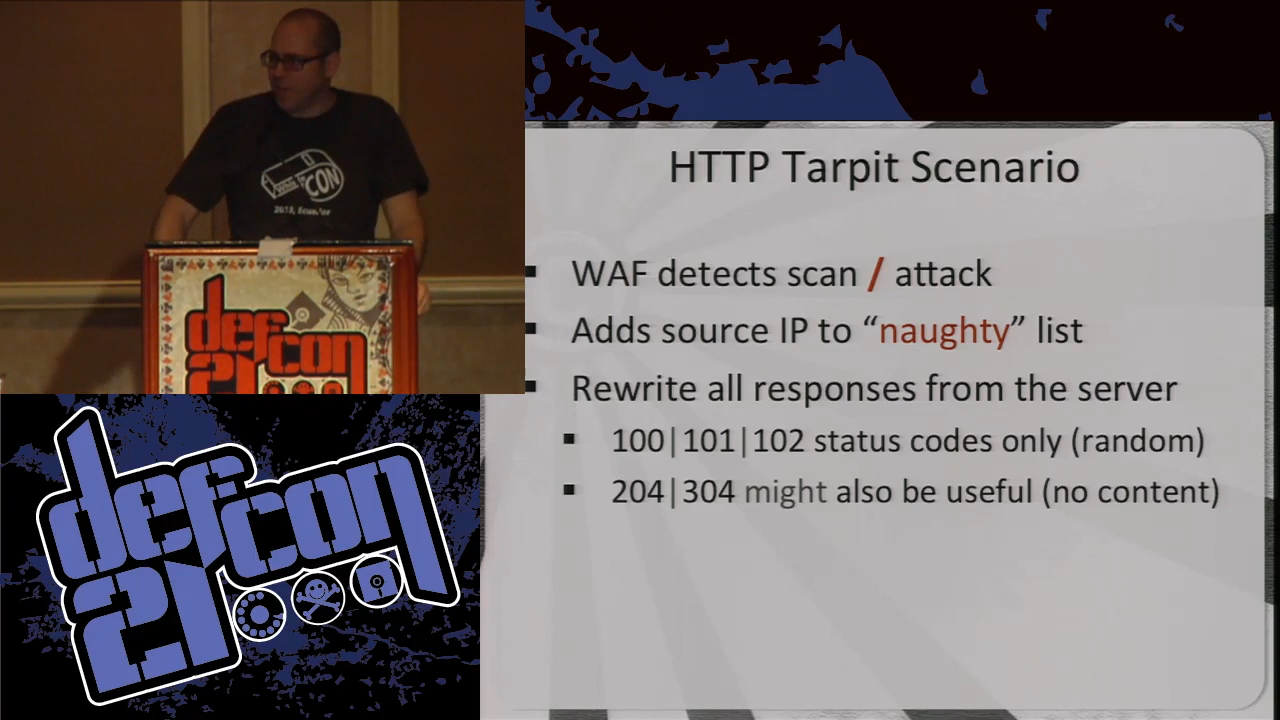 CON
defcon
21
HTTP Tarpit Scenario
WAF detects scan / attack
Adds source IP to “naughty” list
Rewrite all responses from the server
100|101|102 status codes only (random)
204|304 might also be useful (no content)
defcon
21